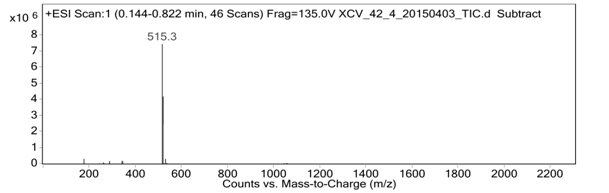 x10 6
+ESI Scan:1 (0.144-0.822 min, 46 Scans) Frag=135.0V XCV_42_4_20150403_TIC.d Subtract
8
515.3
7
6
5
4
3
2
1
0
200 400 600 800 1000 1200 1400 1600 1800 2000 2200
Counts vs. Mass-to-Charge (m/z)